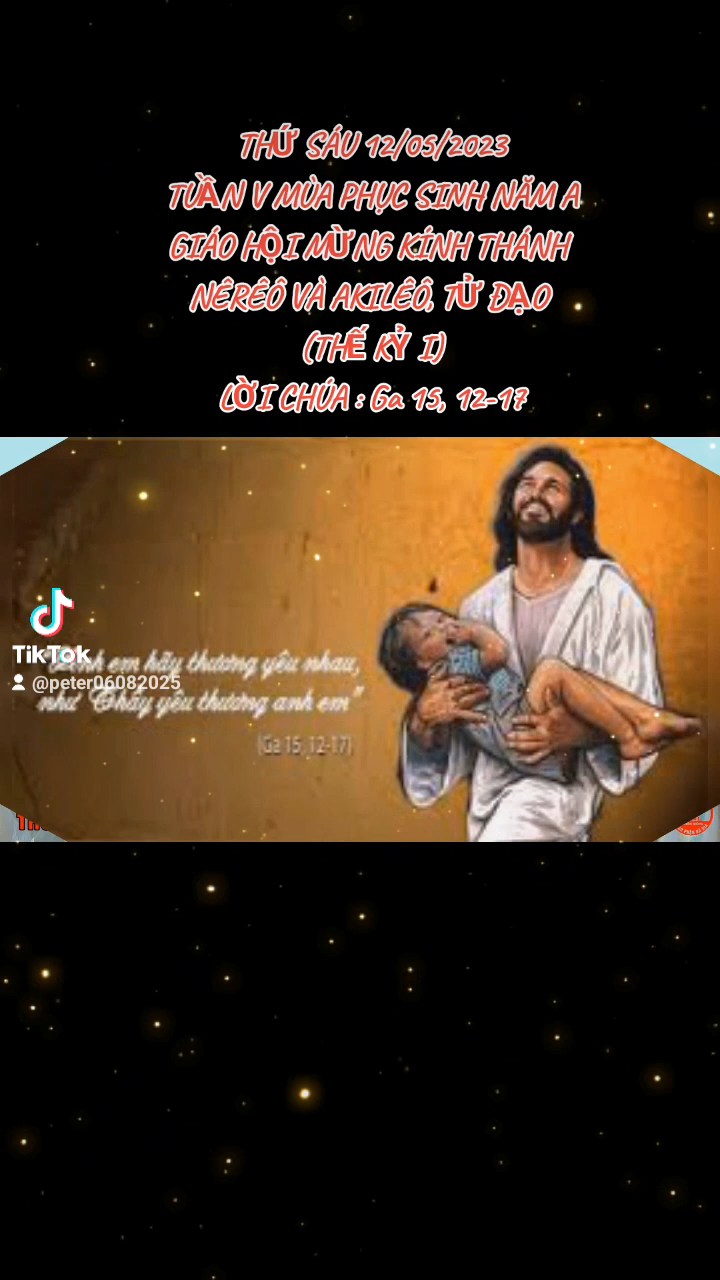 THỨ SÁU 12/05/2023
TUẦN V MÙA PHỤC SINH NĂM A
GIÁO HỘI MỪNG KÍNH THÁNH
NÊRÊÔ VÀ AKILÊÔ, TỬ ĐẠO
(THẾ KỶ I)
LỜI CHÚA : Ga 15, 12-17
TikTok
em hãy thương yêu nhau,
@peter06082025
như Thầy yêu thương anh em"
(Ga 15, 12-17)